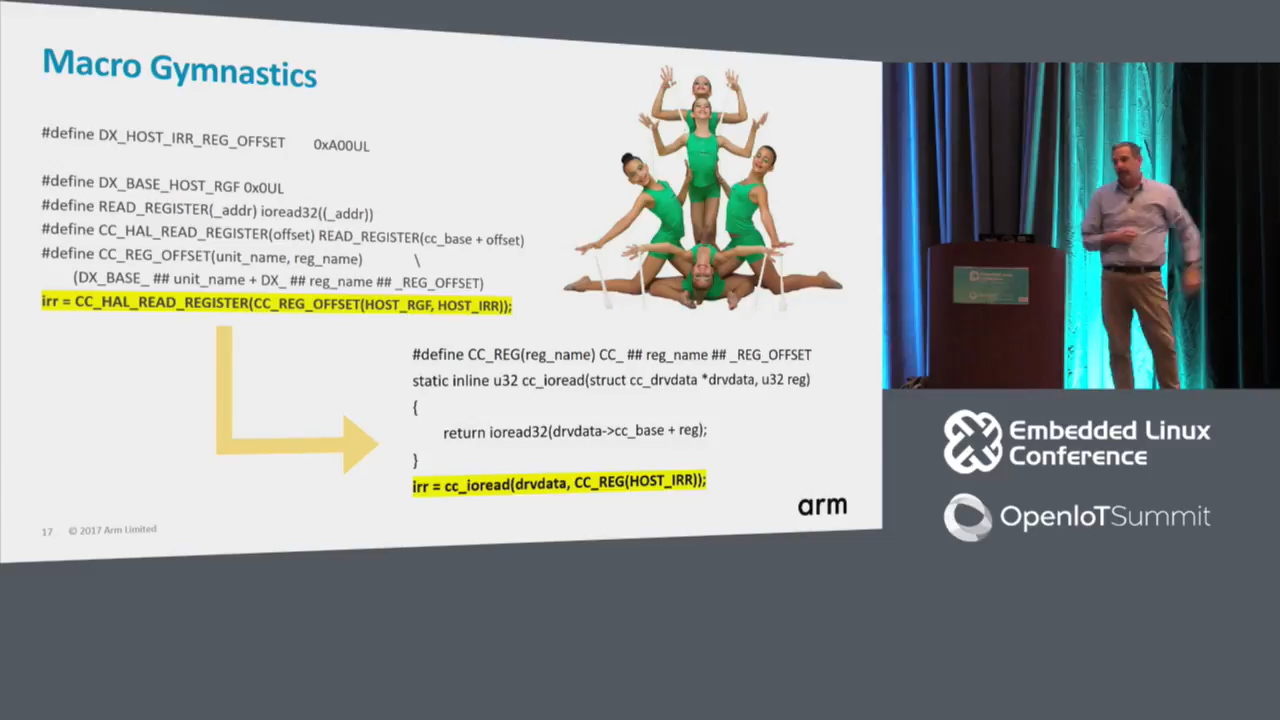 Macro Gymnastics
#define DX_HOST_IRR_REG_OFFSET 0xA00UL
#define DX_BASE_HOST_RGF 0x0UL
#define READ_REGISTER(_addr) ioread32((_addr))
#define CC_HAL_READ_REGISTER(offset) READ_REGISTER(cc_base + offset)
#define CC_REG_OFFSET(unit_name, reg_name) \
(DX_BASE_ ## unit_name + DX_ ## reg_name ## _REG_OFFSET)
irr = CC_HAL_READ_REGISTER(CC_REG_OFFSET(HOST_RGF, HOST_IRR));
#define CC_REG(reg_name) CC_ ## reg_name ## _REG_OFFSET
static inline u32 cc_ioread(struct cc_drvdata *drvdata, u32 reg)
{
return ioread32(drvdata->cc_base + reg);
}
irr = cc_ioread(drvdata, CC_REG(HOST_IRR));
arm
17 © 2017 Arm Limited
Embedded Linux
Conference
OpenIoTSummit